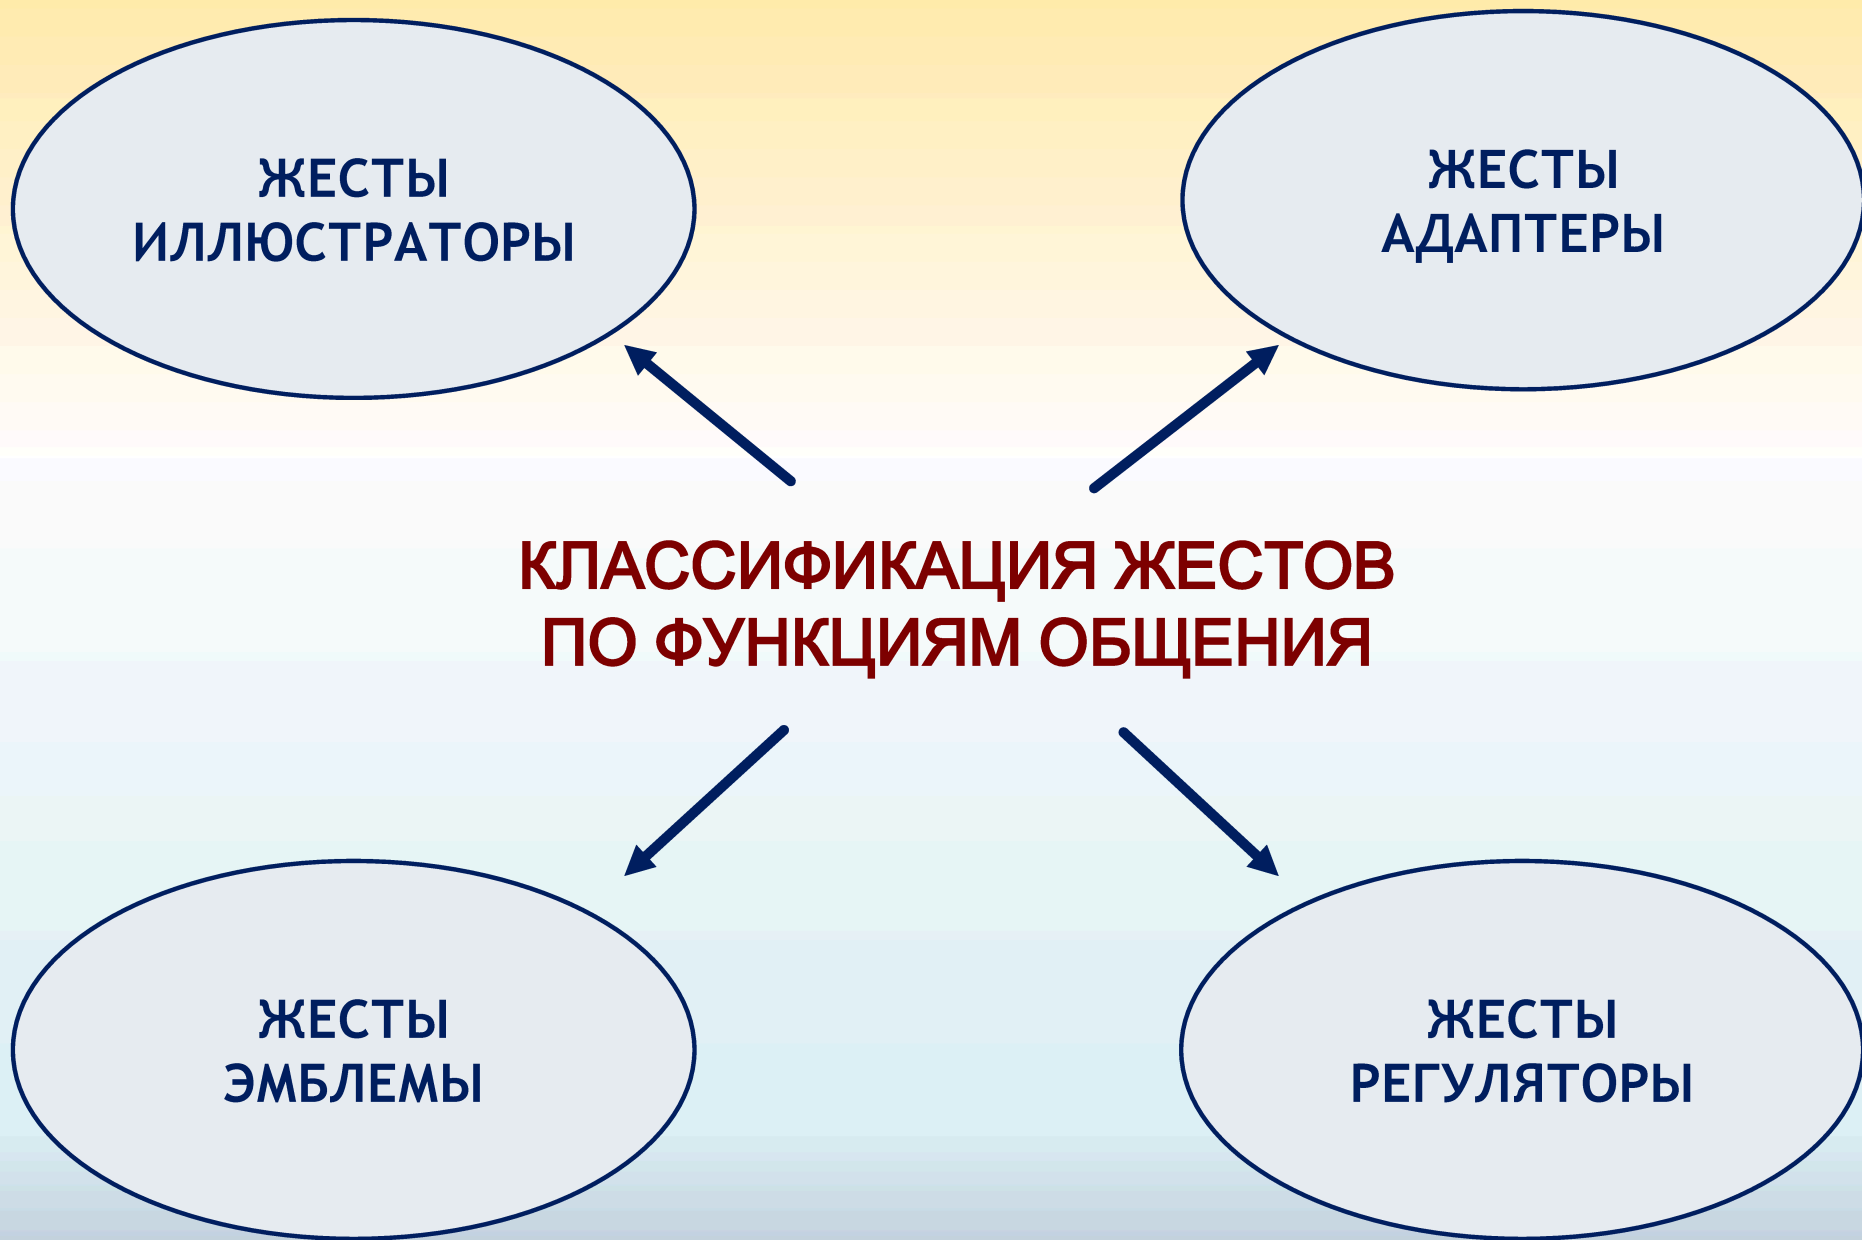 ЖЕСТЫ
ИЛЛЮСТРАТОРЫ
ЖЕСТЫ
АДАПТЕРЫ
КЛАССИФИКАЦИЯ ЖЕСТОВ
ПО ФУНКЦИЯМ ОБЩЕНИЯ
ЖЕСТЫ
ЭМБЛЕМЫ
ЖЕСТЫ
РЕГУЛЯТОРЫ